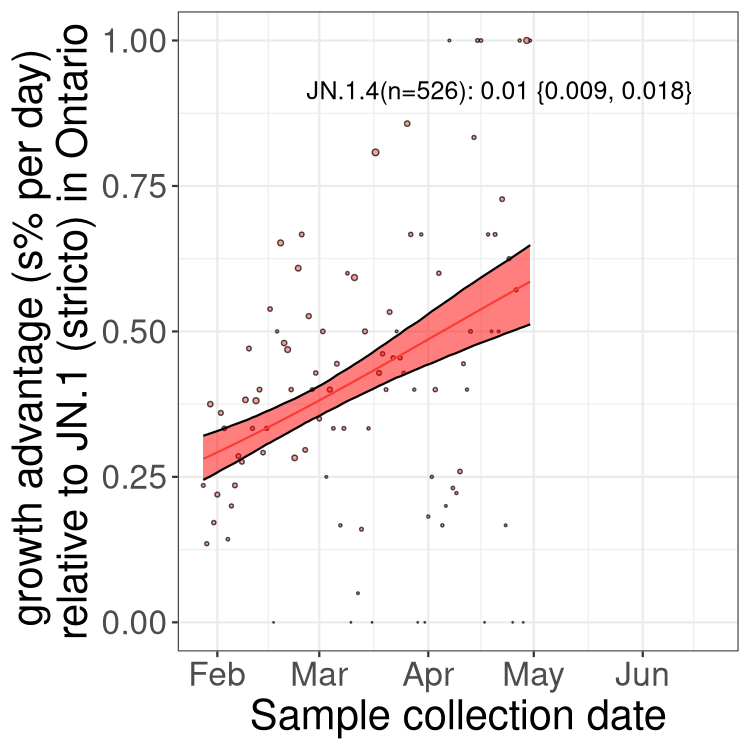 growth advantage (s% per day)
relative to JN.1 (stricto) in Ontario
1.00
0.75
0.50
0.25
0.00
JN.1.4(n=526): 0.01 {0.009, 0.018}
Feb Mar Apr May Jun
Sample collection date